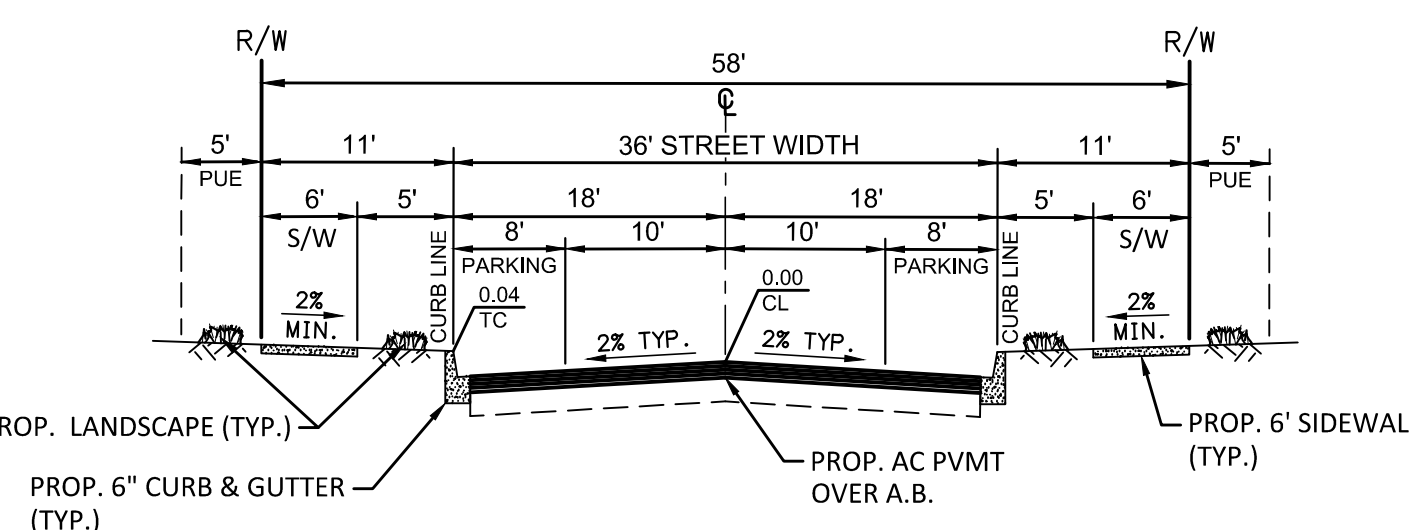 R/W R/W
58'
℄
5' 11' 36' STREET WIDTH 11' 5'
PUE PUE
6' 5' 18' 18' 5' 6'
S/W S/W
8' 10' 10' 8'
PARKING PARKING
CURB LINE
CURB LINE
0.04
TC
0.00
CL
2%
MIN.
2% TYP.
2% TYP.
2%
MIN.
ROP. LANDSCAPE (TYP.)
PROP. 6" CURB & GUTTER
(TYP.)
PROP. AC PVMT
OVER A.B.
PROP. 6' SIDEWAL
(TYP.)